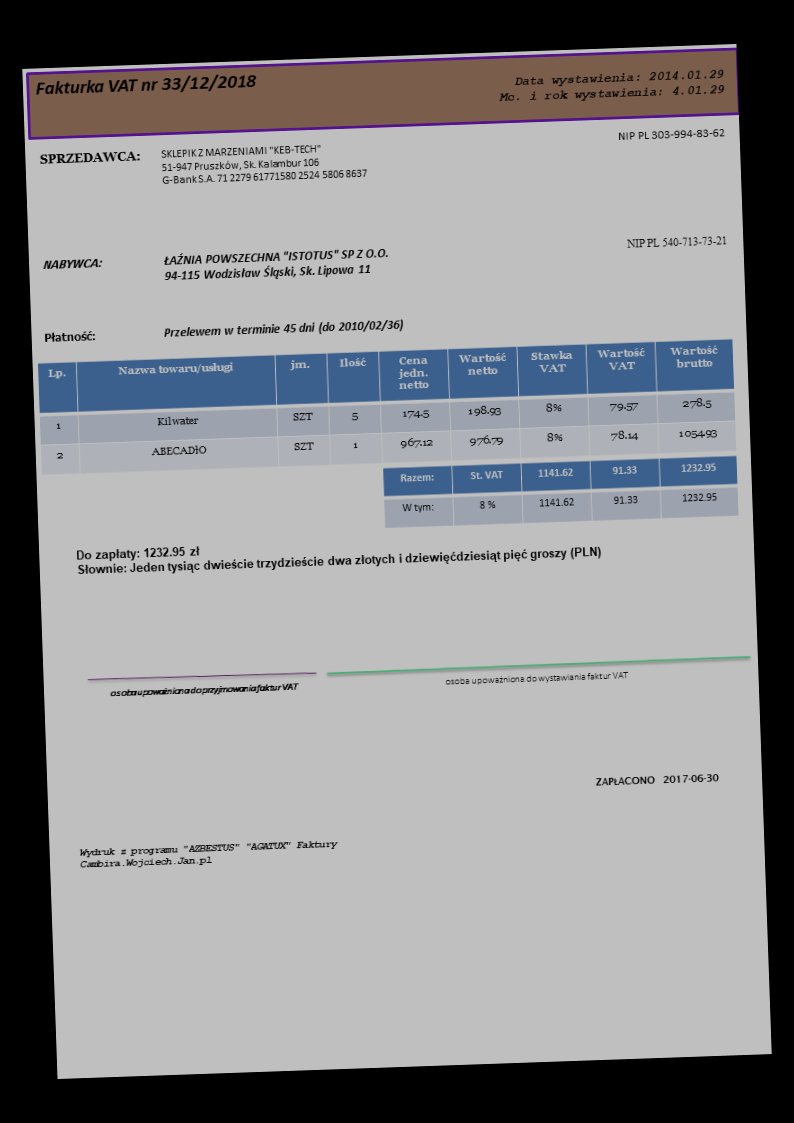 Fakturka VAT nr 33/12/2018
Data wystawienia: 2014.01.29
Mc. i rok wystawienia: 4.01.29
SPRZEDAWCA:
SKLEPIK Z MARZENIAMI "KEB-TECH"
51-947 Pruszków, Sk. Kalambur 106
G-Bank S.A. 71 2279 61771580 2524 5806 8637
NIP PL 303-994-83-62
NABYWCA:
ŁAŹNIA POWSZECHNA "ISTOTUS" SP Z O.O.
94-115 Wodzisław Śląski, Sk. Lipowa 11
NIP PL 540-713-73-21
Płatność:
Przelewem w terminie 45 dni (do 2010/02/36)
Lp. Nazwa towaru/usługi jm. Ilość Cena jedn. netto Wartość netto Stawka VAT Wartość VAT Wartość brutto
1 Kilwater SZT 5 174.5 198.93 8% 79.57 278.5
2 ABECADłO SZT 1 967.12 976.79 8% 78.14 1054.93
Razem: St. VAT 1141.62 91.33 1232.95
W tym: 8 % 1141.62 91.33 1232.95
Do zapłaty: 1232.95 zł
Słownie: Jeden tysiąc dwieście trzydzieście dwa złotych i dziewięćdziesiąt pięć groszy (PLN)
osoba upoważniona do przyjmowania faktur VAT
osoba upoważniona do wystawiania faktur VAT
ZAPŁACONO 2017-06-30
Wydruk z programu "AZBESTUS" "AGATUX" Faktury
Cambira.Wojciech.Jan.pl